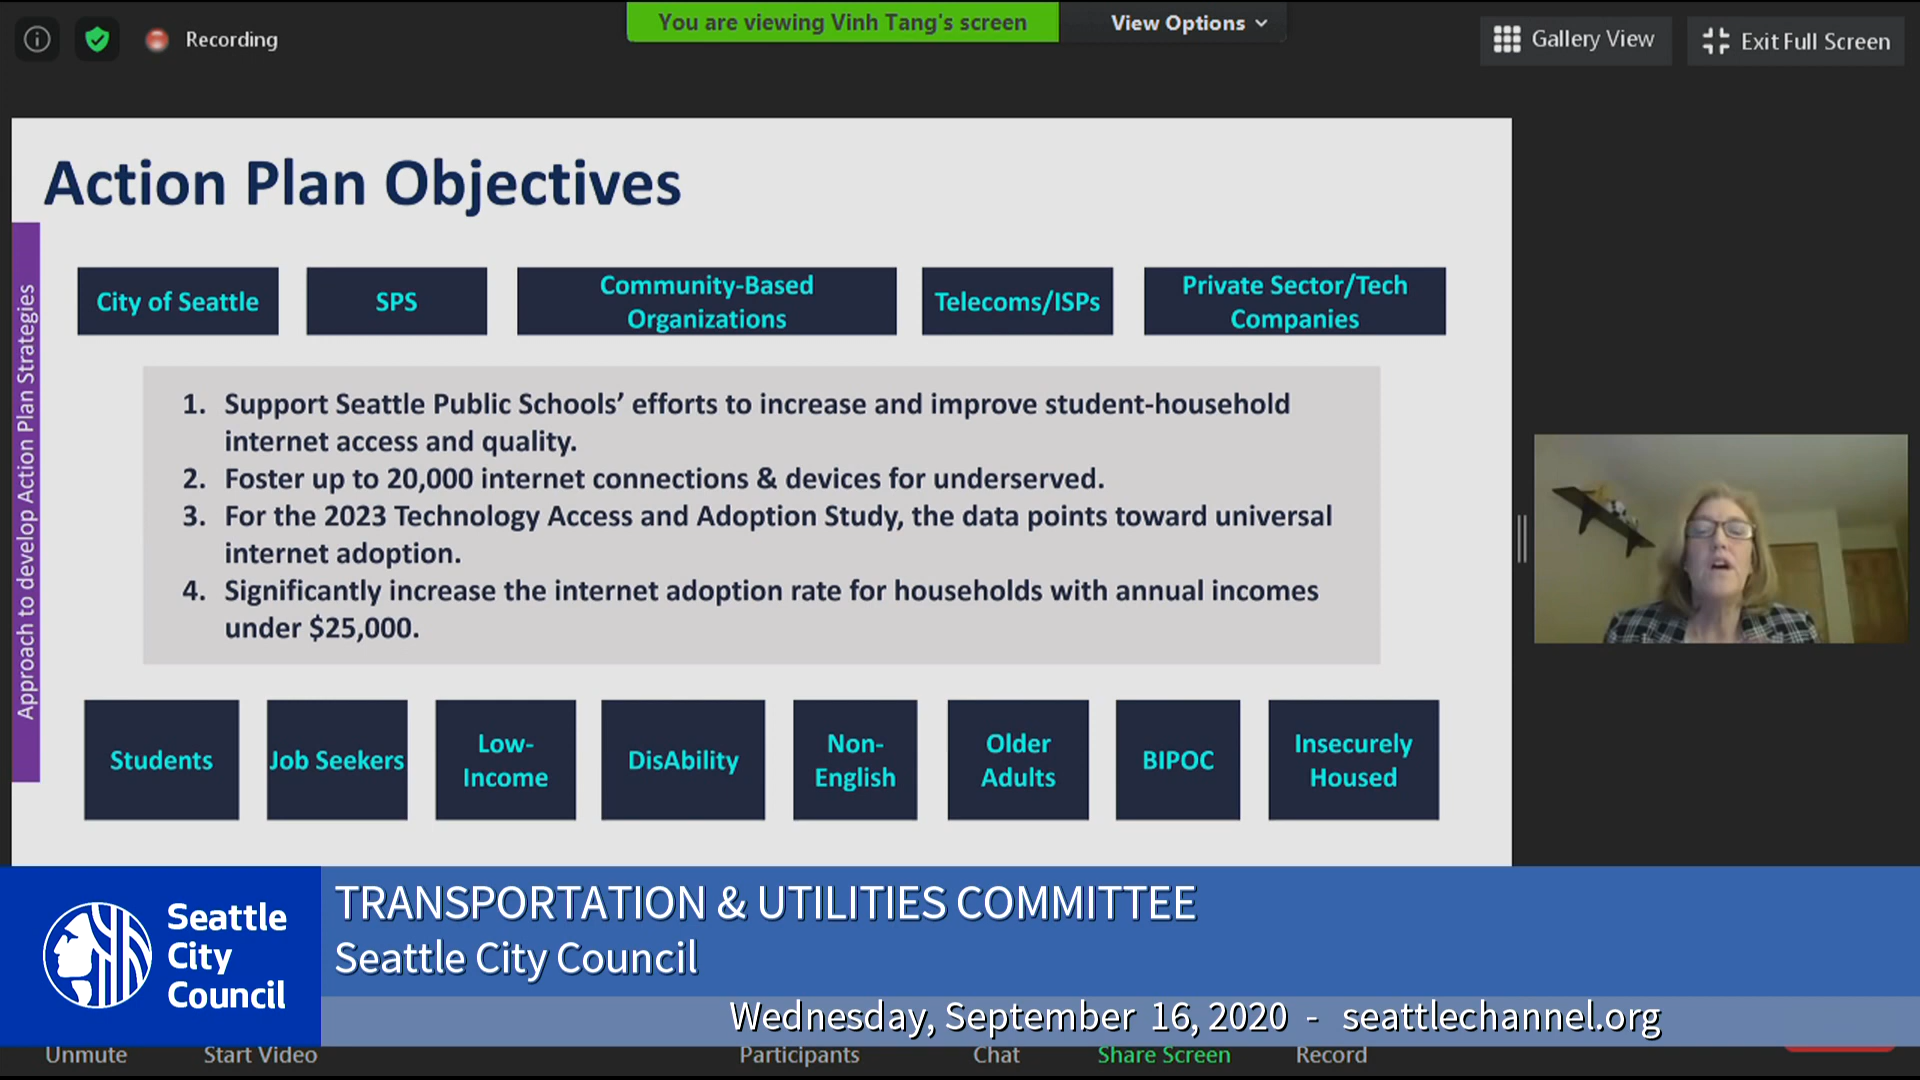 Recording
You are viewing Vinh Tang's screen
View Options
Gallery View
Exit Full Screen
Action Plan Objectives
Approach to develop Action Plan Strategies
City of Seattle
SPS
Community-Based
Organizations
Telecoms/ISPs
Private Sector/Tech
Companies
1. Support Seattle Public Schools’ efforts to increase and improve student-household
internet access and quality.
2. Foster up to 20,000 internet connections & devices for underserved.
3. For the 2023 Technology Access and Adoption Study, the data points toward universal
internet adoption.
4. Significantly increase the internet adoption rate for households with annual incomes
under $25,000.
Students
Job Seekers
Low-
Income
DisAbility
Non-
English
Older
Adults
BIPOC
Insecurely
Housed
Seattle
City
Council
TRANSPORTATION & UTILITIES COMMITTEE
Seattle City Council
Wednesday, September 16, 2020 - seattlechannel.org
Unmute
Start Video
Participants
Chat
Share Screen
Record